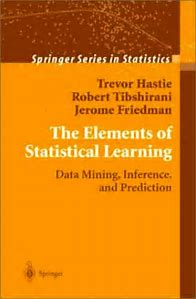 Springer Series in Statistics
Trevor Hastie
Robert Tibshirani
Jerome Friedman
The Elements of
Statistical Learning
Data Mining, Inference, and Prediction
Springer